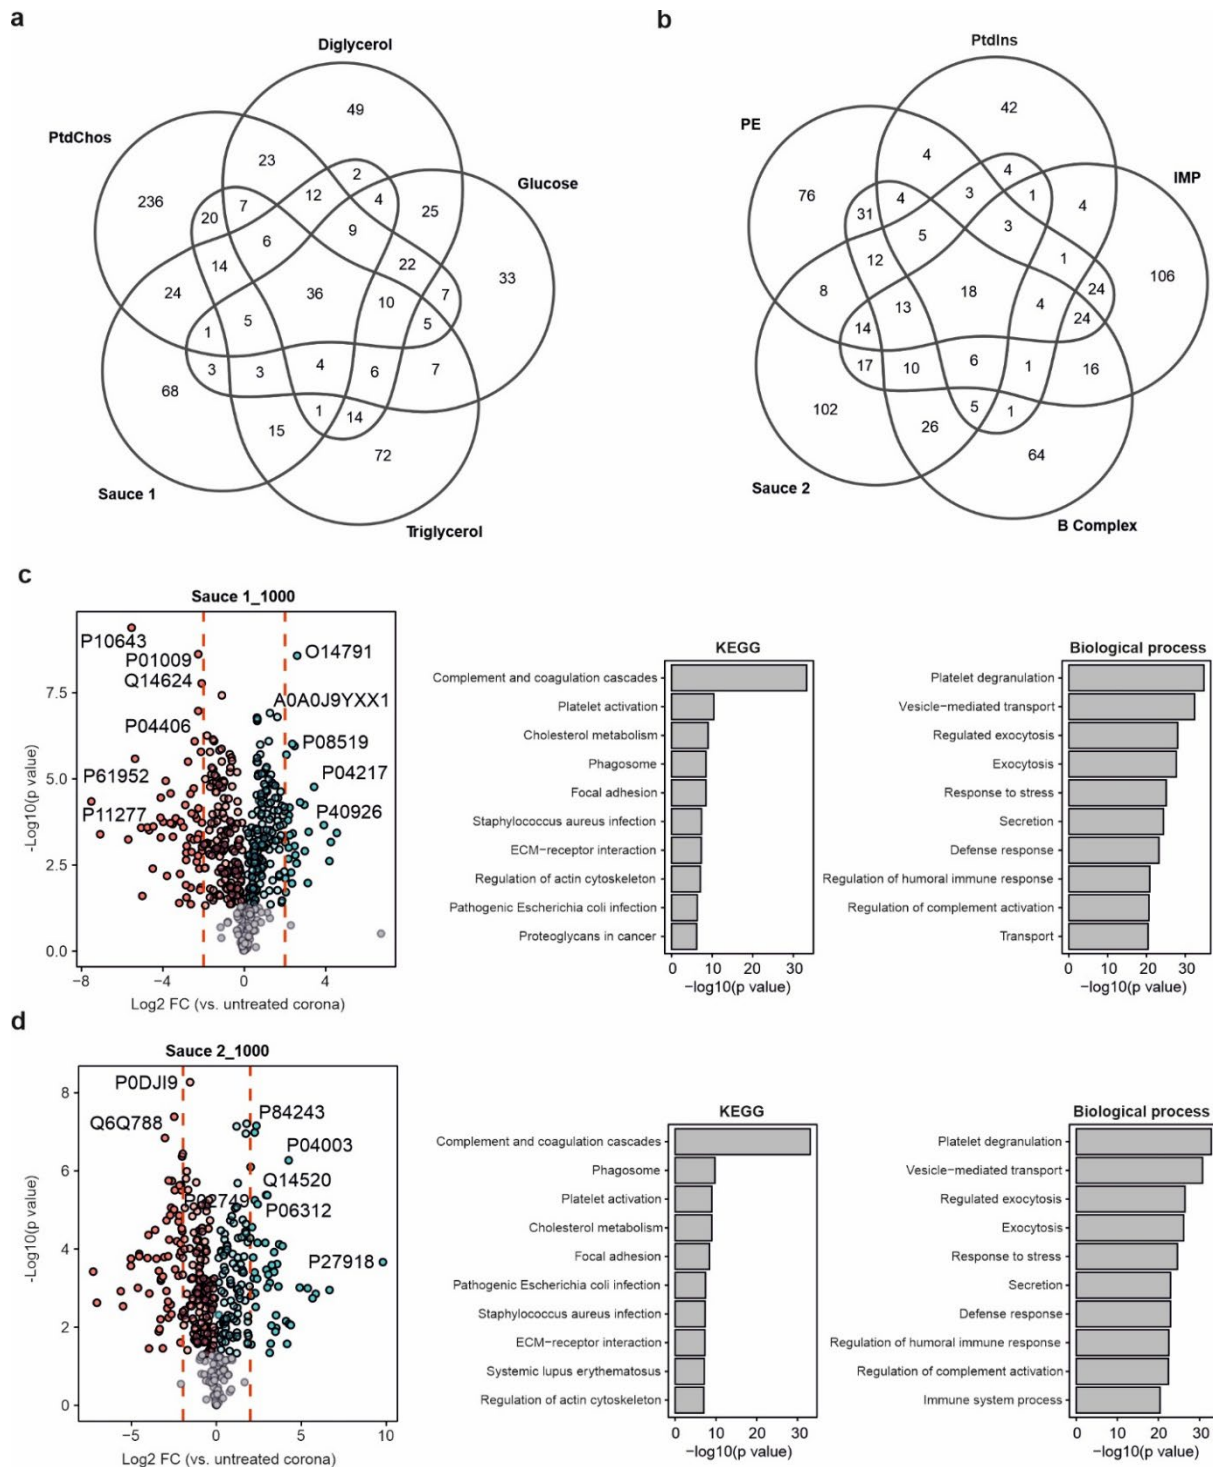 a
Diglycerol
PtdChos
Glucose
Sauce 1
Triglycerol
49
23
12
2
4
25
236
20
7
6
9
22
33
14
36
10
7
5
24
5
1
3
3
4
6
7
68
1
14
15
72
b
PtdIns
PE
IMP
Sauce 2
B Complex
42
4
3
4
1
4
76
31
4
5
3
1
106
12
18
4
24
24
8
13
14
17
10
6
1
16
102
5
1
26
64
c
Sauce 1_1000
P10643
P01009
Q14624
O14791
A0A0J9YXX1
P04406
P08519
P61952
P04217
P11277
P40926
-Log10(p value)
7.5
5.0
2.5
0.0
−8
−4
0
4
Log2 FC (vs. untreated corona)
KEGG
Complement and coagulation cascades
Platelet activation
Cholesterol metabolism
Phagosome
Focal adhesion
Staphylococcus aureus infection
ECM-receptor interaction
Regulation of actin cytoskeleton
Pathogenic Escherichia coli infection
Proteoglycans in cancer
0 10 20 30
−log10(p value)
Biological process
Platelet degranulation
Vesicle-mediated transport
Regulated exocytosis
Exocytosis
Response to stress
Secretion
Defense response
Regulation of humoral immune response
Regulation of complement activation
Transport
0 10 20 30
−log10(p value)
d
Sauce 2_1000
P0DJI9
Q6Q788
P84243
P04003
Q14520
P02749
P06312
P27918
-Log10(p value)
8
6
4
2
0
−5
0
5
10
Log2 FC (vs. untreated corona)
KEGG
Complement and coagulation cascades
Phagosome
Platelet activation
Cholesterol metabolism
Focal adhesion
Pathogenic Escherichia coli infection
Staphylococcus aureus infection
ECM-receptor interaction
Systemic lupus erythematosus
Regulation of actin cytoskeleton
0 10 20 30
−log10(p value)
Biological process
Platelet degranulation
Vesicle-mediated transport
Regulated exocytosis
Exocytosis
Response to stress
Secretion
Defense response
Regulation of humoral immune response
Regulation of complement activation
Immune system process
0 10 20 30
−log10(p value)